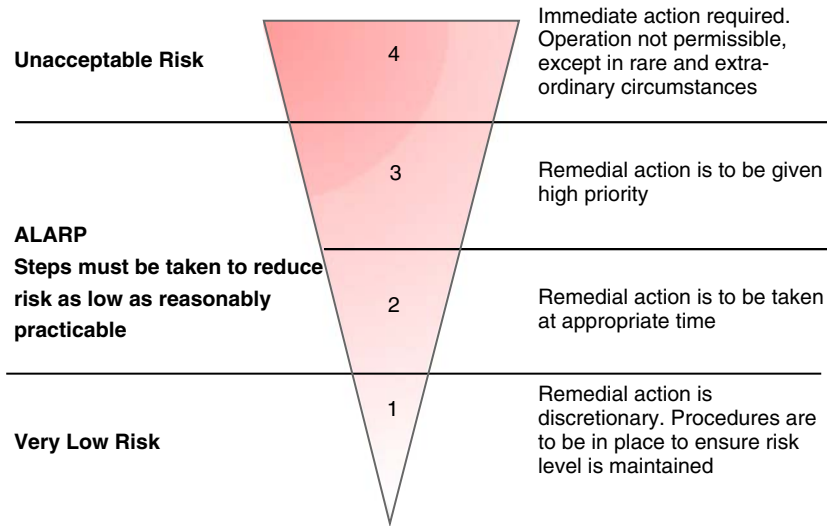 Unacceptable Risk
4
Immediate action required.
Operation not permissible,
except in rare and extra-
ordinary circumstances
3
Remedial action is to be given
high priority
ALARP
Steps must be taken to reduce
risk as low as reasonably
practicable
2
Remedial action is to be taken
at appropriate time
Very Low Risk
1
Remedial action is
discretionary. Procedures are
to be in place to ensure risk
level is maintained